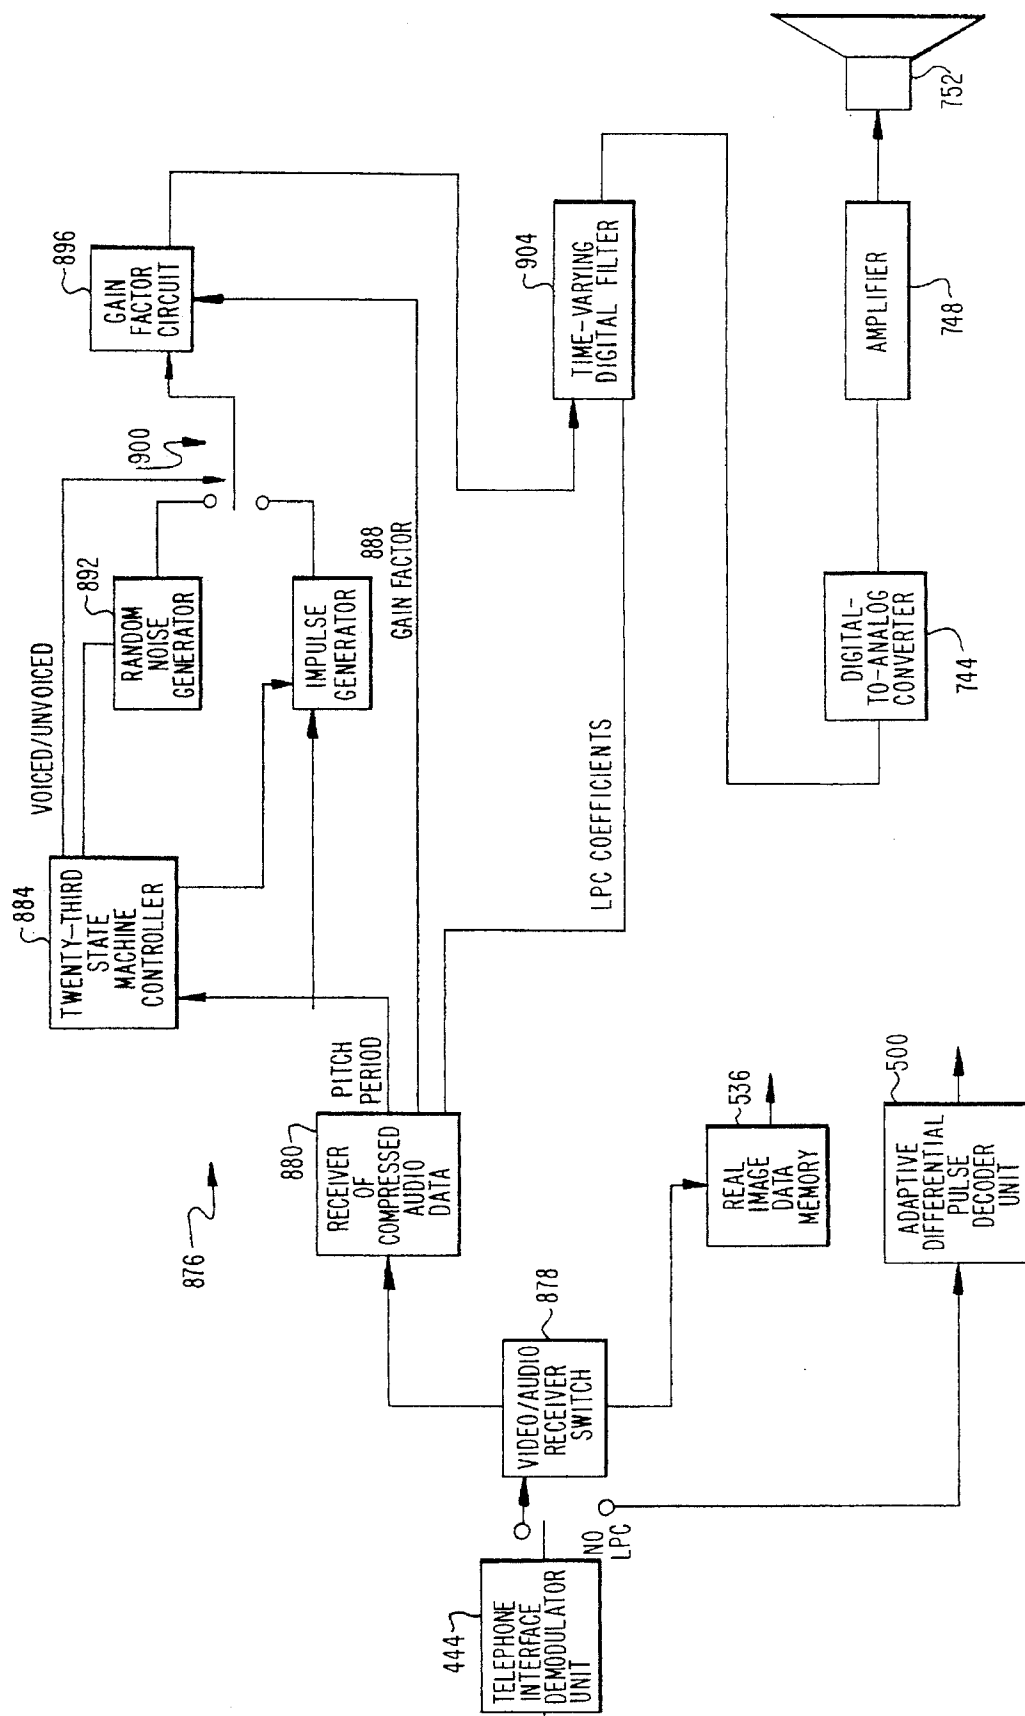 444
TELEPHONE
INTERFACE
DEMODULATOR
UNIT
NO
LPC
VIDEO/AUDIO
RECEIVER
SWITCH
878
876
880
RECEIVER
OF
COMPRESSED
AUDIO
DATA
PITCH
PERIOD
REAL
IMAGE
DATA
MEMORY
536
ADAPTIVE
DIFFERENTIAL
PULSE
DECODER
UNIT
500
884
TWENTY-THIRD
STATE
MACHINE
CONTROLLER
VOICED/UNVOICED
892
RANDOM
NOISE
GENERATOR
IMPULSE
GENERATOR
888
GAIN FACTOR
LPC COEFFICIENTS
900
896
GAIN
FACTOR
CIRCUIT
904
TIME-VARYING
DIGITAL FILTER
DIGITAL-
TO-ANALOG
CONVERTER
744
AMPLIFIER
748
752